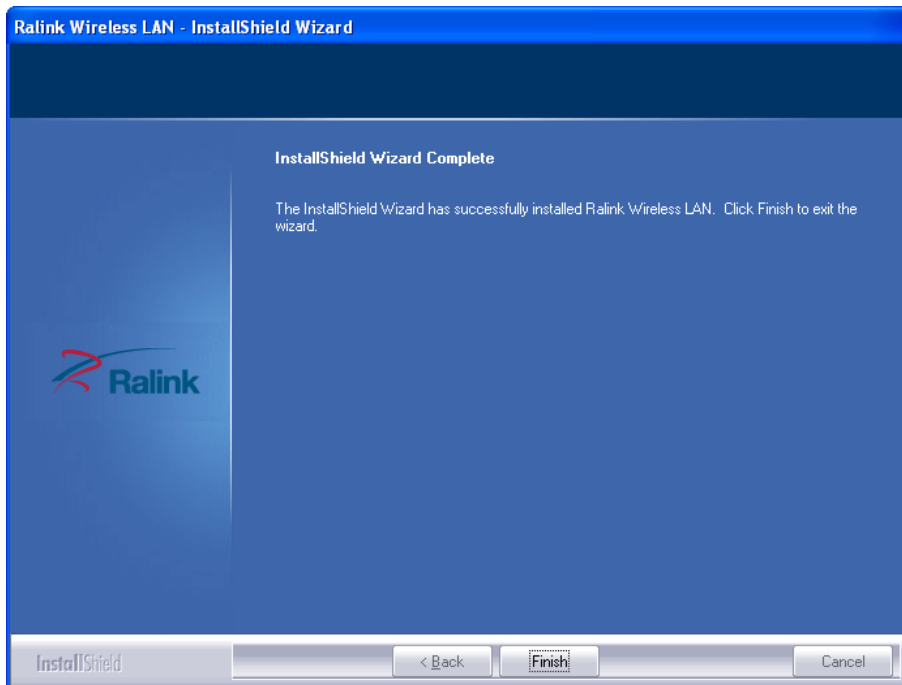 Ralink Wireless LAN - InstallShield Wizard
InstallShield Wizard Complete
The InstallShield Wizard has successfully installed Ralink Wireless LAN. Click Finish to exit the
wizard.
Ralink
InstallShield
< Back
Finish
Cancel